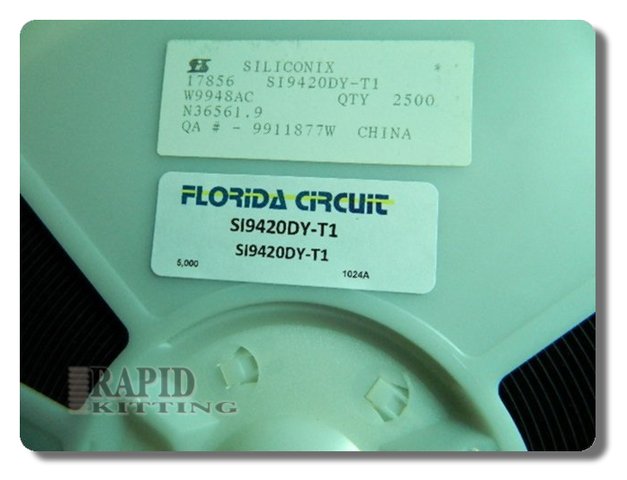 SILICONIX *
17856 SI9420DY-T1
W9948AC QTY 2500
N36561.9
QA # - 9911877W CHINA
FLORIDA CIRCUIT
SI9420DY-T1
Si9420DY-T1
5,000 1024A
RAPID
KITTING